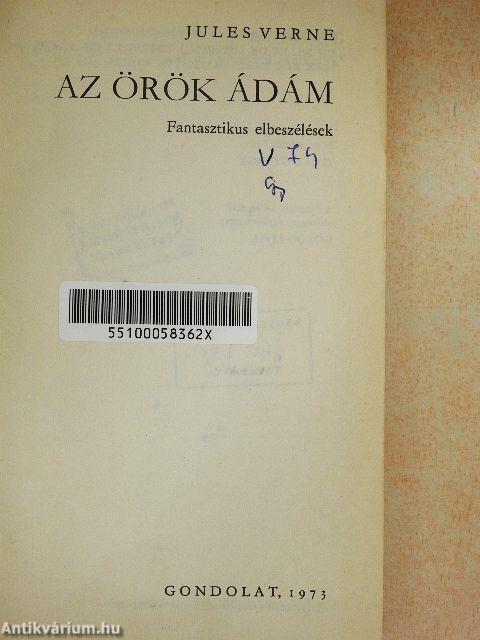 JULES VERNE
AZ ÖRÖK ÁDÁM
Fantasztikus elbeszélések
V 74
55100058362X
GONDOLAT, 1973
Antikvárium.hu